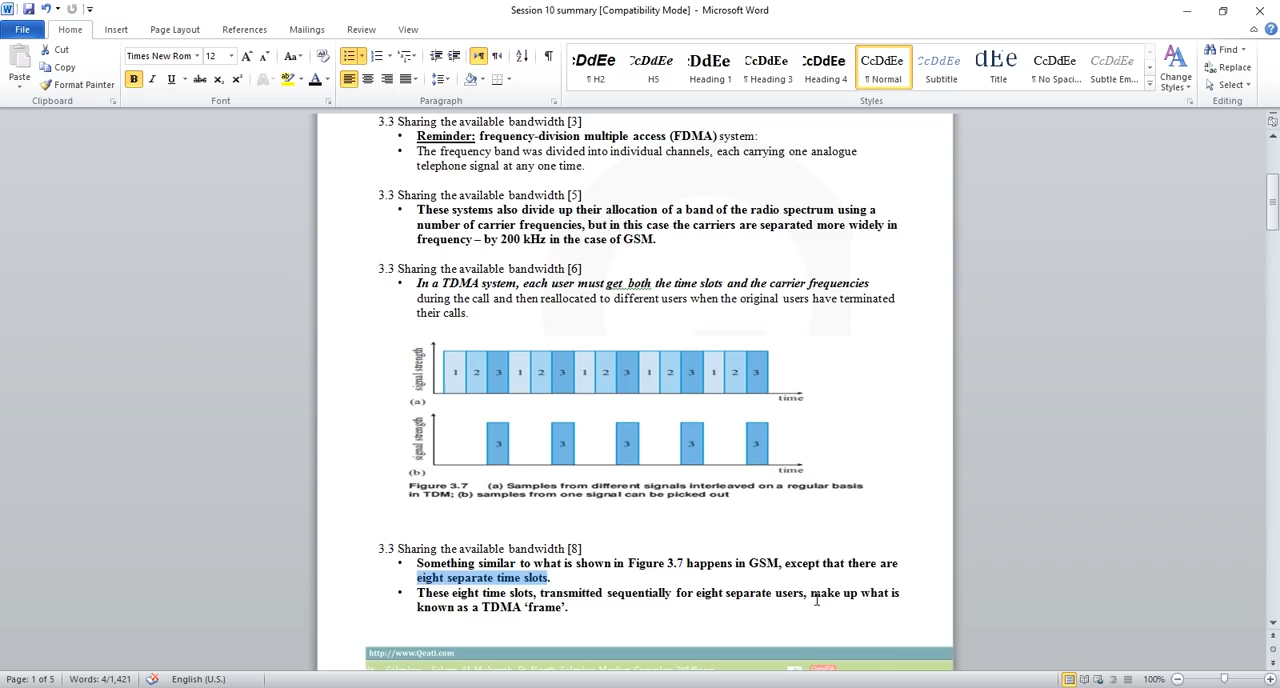 Session 10 summary [Compatibility Mode] - Microsoft Word
File Home Insert Page Layout References Mailings Review View
Paste
Cut
Copy
Format Painter
Clipboard
Times New Rom 12
Font
Paragraph
AaBbCcDdEe
¶ H2 H5 Heading 1 ¶ Heading 3 Heading 4 ¶ Normal Subtitle Title ¶ No Spaci... Subtle Em...
Change Styles
Styles
Find
Replace
Select
Editing
3.3 Sharing the available bandwidth [3]
• Reminder: frequency-division multiple access (FDMA) system:
• The frequency band was divided into individual channels, each carrying one analogue
telephone signal at any one time.
3.3 Sharing the available bandwidth [5]
• These systems also divide up their allocation of a band of the radio spectrum using a
number of carrier frequencies, but in this case the carriers are separated more widely in
frequency – by 200 kHz in the case of GSM.
3.3 Sharing the available bandwidth [6]
• In a TDMA system, each user must get both the time slots and the carrier frequencies
during the call and then reallocated to different users when the original users have terminated
their calls.
signal strength
1 2 3 1 2 3 1 2 3 1 2 3 1 2 3
(a) time
signal strength
3 3 3 3 3
(b) time
Figure 3.7 (a) Samples from different signals interleaved on a regular basis
in TDM; (b) samples from one signal can be picked out
3.3 Sharing the available bandwidth [8]
• Something similar to what is shown in Figure 3.7 happens in GSM, except that there are
eight separate time slots.
• These eight time slots, transmitted sequentially for eight separate users, make up what is
known as a TDMA ‘frame’.
http://www.Qeati.com
Page: 1 of 5 Words: 4/1,421 English (U.S.) 100%